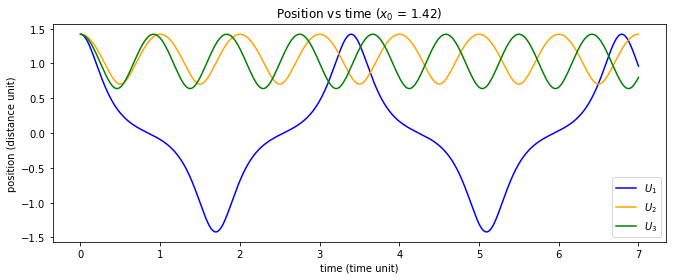 Position vs time (x₀ = 1.42)
position (distance unit)
1.5
1.0
0.5
0.0
−0.5
−1.0
−1.5
0 1 2 3 4 5 6 7
time (time unit)
U₁
U₂
U₃